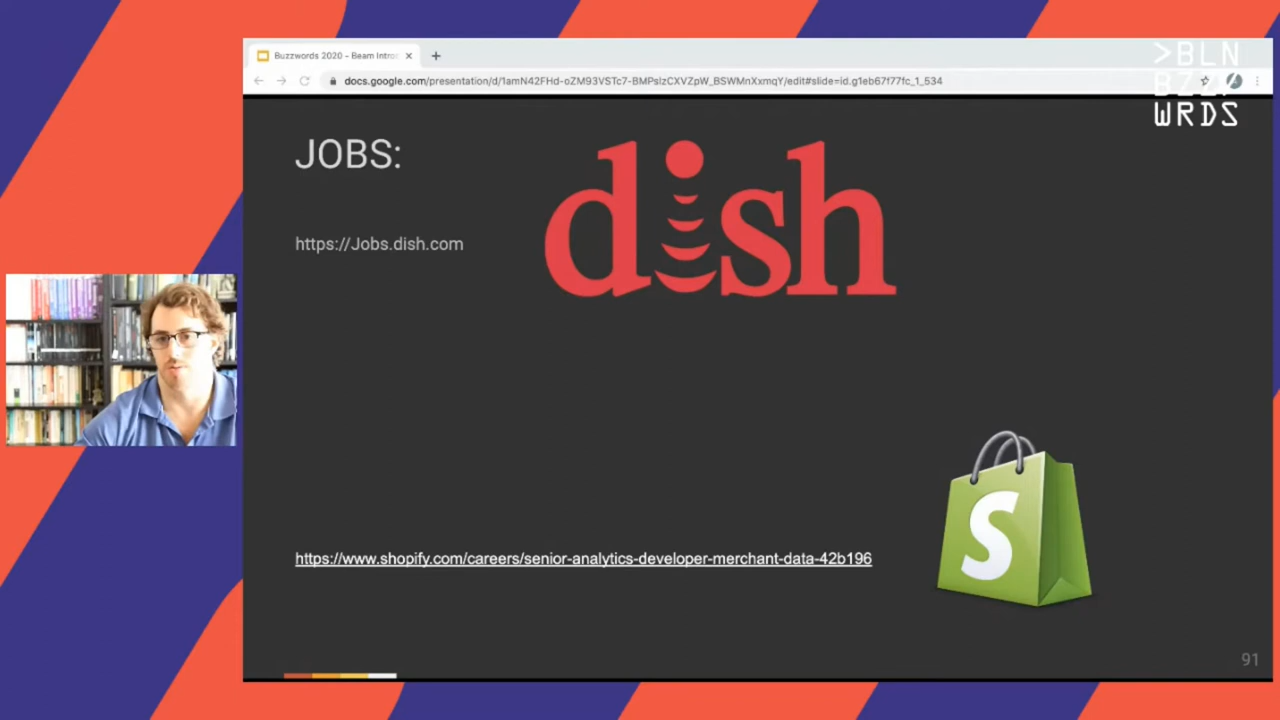 Buzzwords 2020 - Beam Intro
docs.google.com/presentation/d/1amN42FHd-oZM93VSTc7-BMPslzCXVZpW_BSWMnXxmqY/edit#slide=id.g1eb67f77fc_1_534
>BLN
BZZ
WRDS
JOBS:
dish
https://Jobs.dish.com
S
https://www.shopify.com/careers/senior-analytics-developer-merchant-data-42b196
91